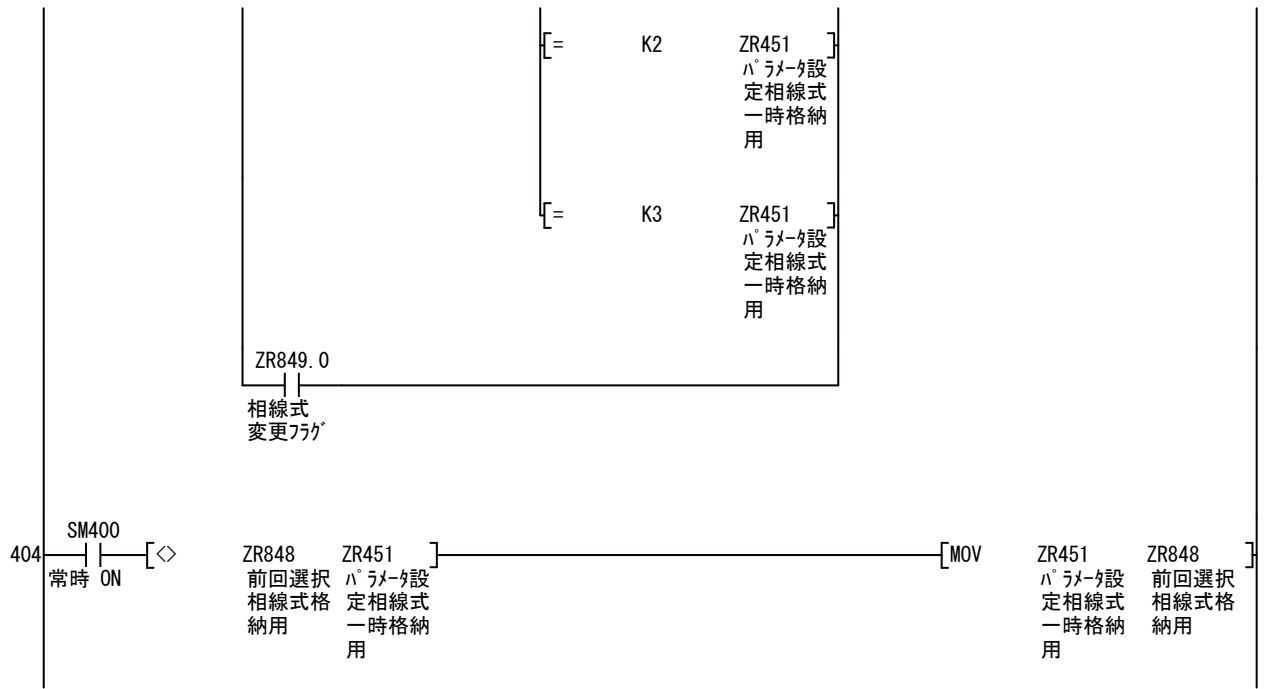 [= K2 ZR451 ]
ﾊﾟﾗﾒｰﾀ設
定相線式
一時格納
用
[= K3 ZR451 ]
ﾊﾟﾗﾒｰﾀ設
定相線式
一時格納
用
ZR849.0
相線式
変更ﾌﾗｸﾞ
SM400
404 [<> ZR848 ZR451 ] [MOV ZR451 ZR848 ]
常時 ON
前回選択
相線式格
納用
ﾊﾟﾗﾒｰﾀ設
定相線式
一時格納
用
ﾊﾟﾗﾒｰﾀ設
定相線式
一時格納
用
前回選択
相線式格
納用